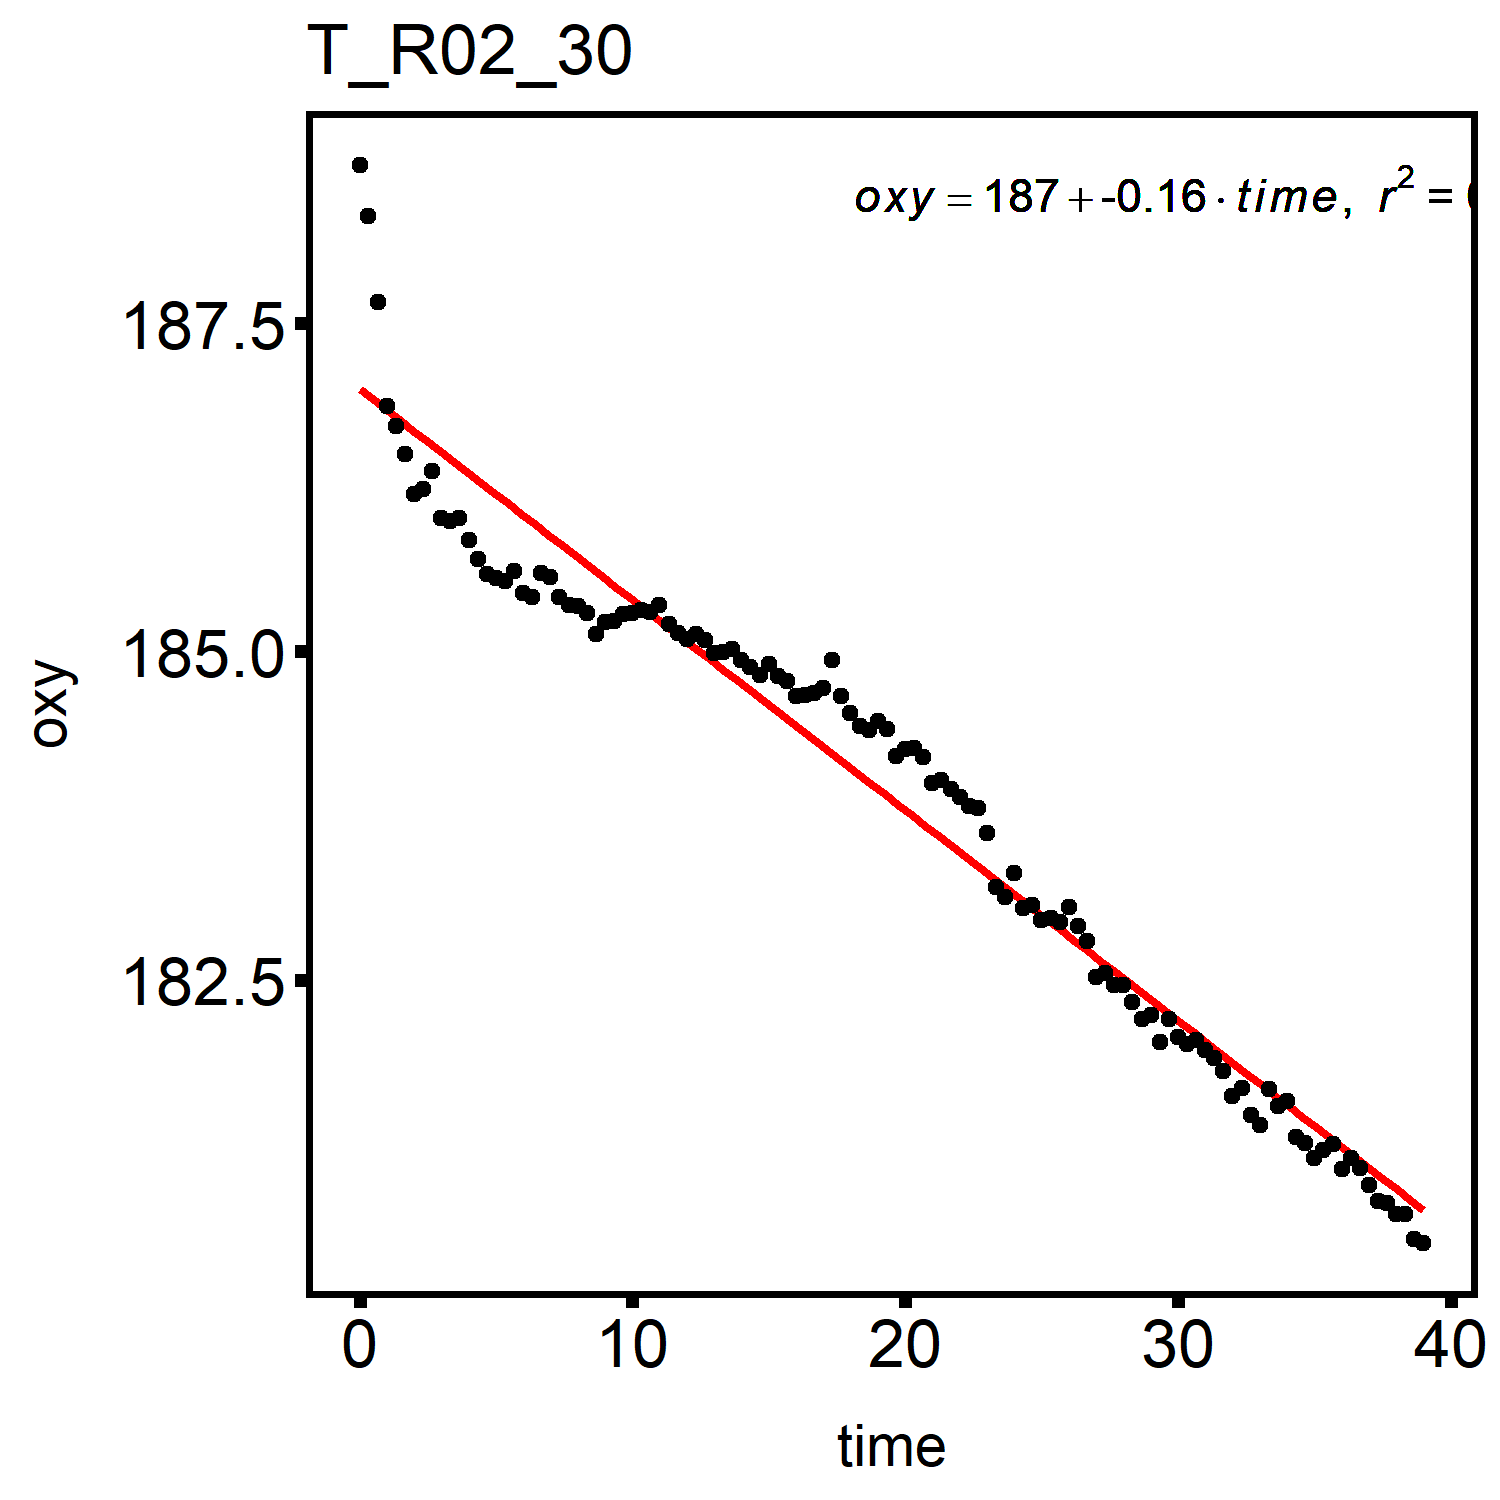 T_R02_30
oxy = 187 + -0.16 · time, r² =
187.5
185.0
182.5
oxy
0 10 20 30 40
time